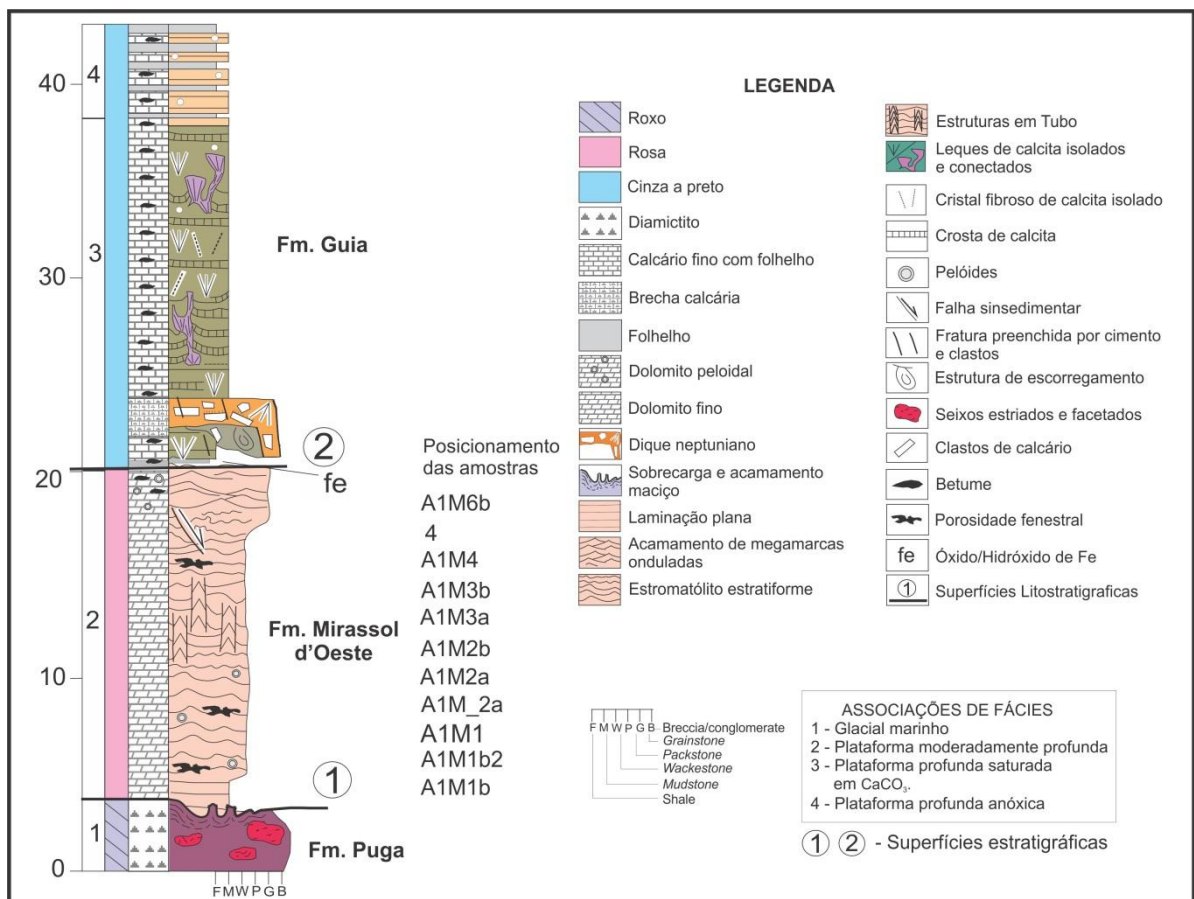 40
30
20
10
0
4
3
2
1
Fm. Guia
2
fe
Fm. Mirassol
d'Oeste
1
Fm. Puga
F M W P G B
Posicionamento
das amostras
A1M6b
4
A1M4
A1M3b
A1M3a
A1M2b
A1M2a
A1M_2a
A1M1
A1M1b2
A1M1b
LEGENDA
Roxo
Rosa
Cinza a preto
Diamictito
Calcário fino com folhelho
Brecha calcária
Folhelho
Dolomito peloidal
Dolomito fino
Dique neptuniano
Sobrecarga e acamamento
maciço
Laminação plana
Acamamento de megamarcas
onduladas
Estromatólito estratiforme
Estruturas em Tubo
Leques de calcita isolados
e conectados
Cristal fibroso de calcita isolado
Crosta de calcita
Pelóides
Falha sinsedimentar
Fratura preenchida por cimento
e clastos
Estrutura de escorregamento
Seixos estriados e facetados
Clastos de calcário
Betume
Porosidade fenestral
fe Óxido/Hidróxido de Fe
1 Superfícies Litostratigraficas
F M W P G B Breccia/conglomerate
Grainstone
Packstone
Wackestone
Mudstone
Shale
ASSOCIAÇÕES DE FÁCIES
1 - Glacial marinho
2 - Plataforma moderadamente profunda
3 - Plataforma profunda saturada
em CaCO₃.
4 - Plataforma profunda anóxica
1 2 - Superfícies estratigráficas